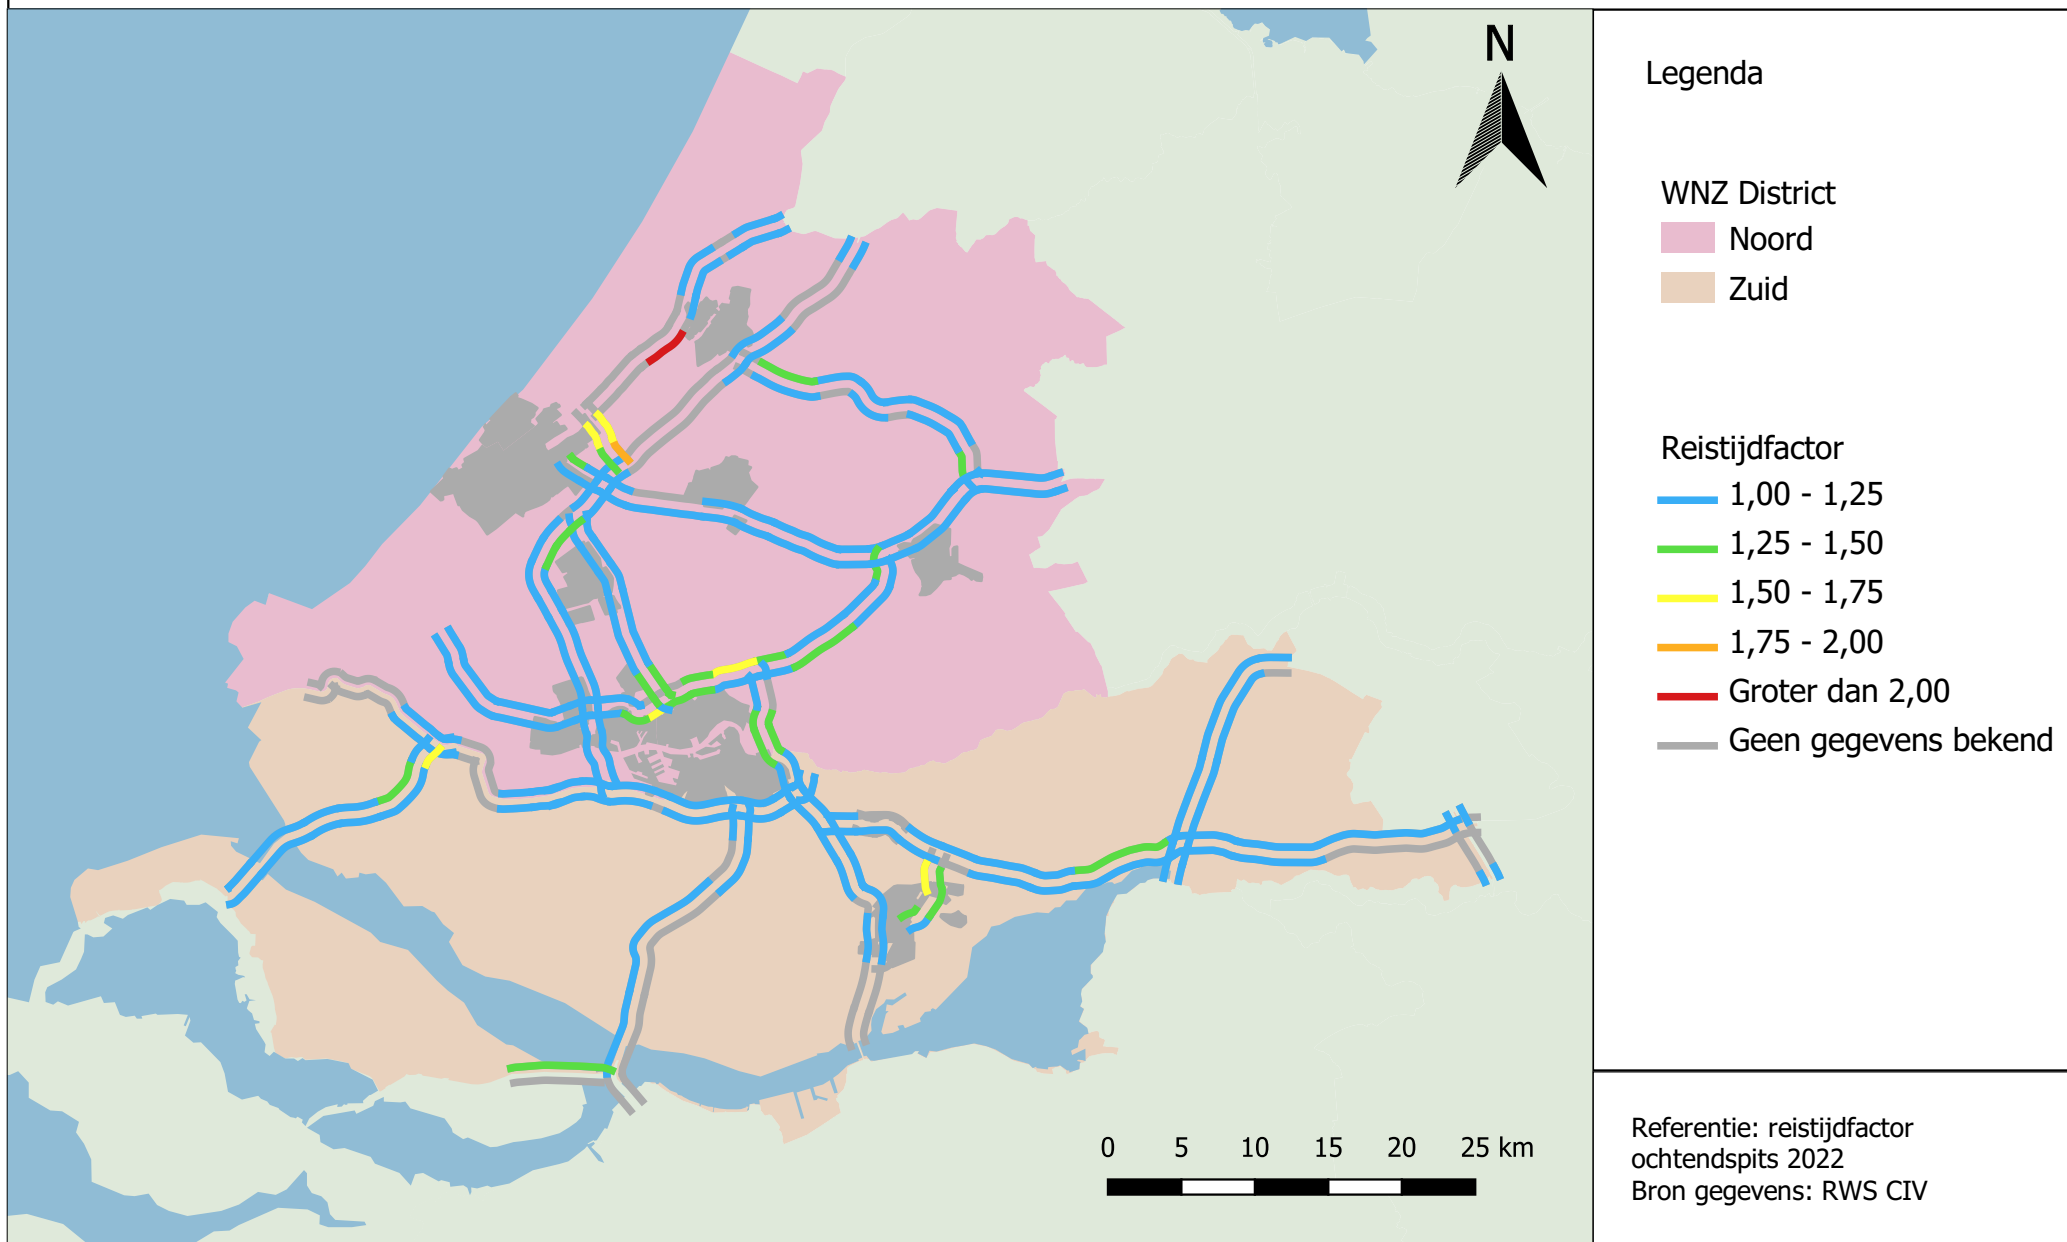 N
Legenda
WNZ District
Noord
Zuid
Reistijdfactor
1,00 - 1,25
1,25 - 1,50
1,50 - 1,75
1,75 - 2,00
Groter dan 2,00
Geen gegevens bekend
0 5 10 15 20 25 km
Referentie: reistijdfactor
ochtendspits 2022
Bron gegevens: RWS CIV